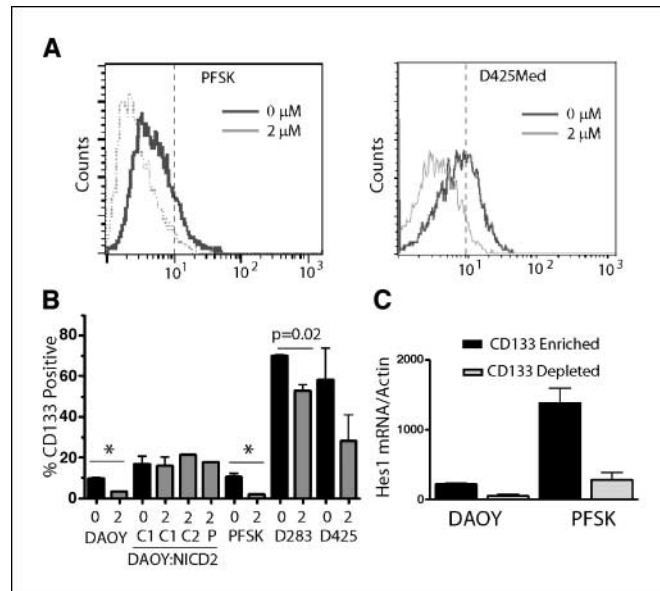 A
PFSK
0 μM
2 μM
Counts
10¹ 10² 10³
D425Med
0 μM
2 μM
Counts
10¹ 10² 10³
B
% CD133 Positive
80
60
40
20
0
* * p=0.02
0 2 0 2 2 2 0 2 0 2 0 2
DAOY C1 C1 C2 P PFSK D283 D425
DAOY:NICD2
C
CD133 Enriched
CD133 Depleted
Hes1 mRNA/Actin
2000
1000
0
DAOY PFSK